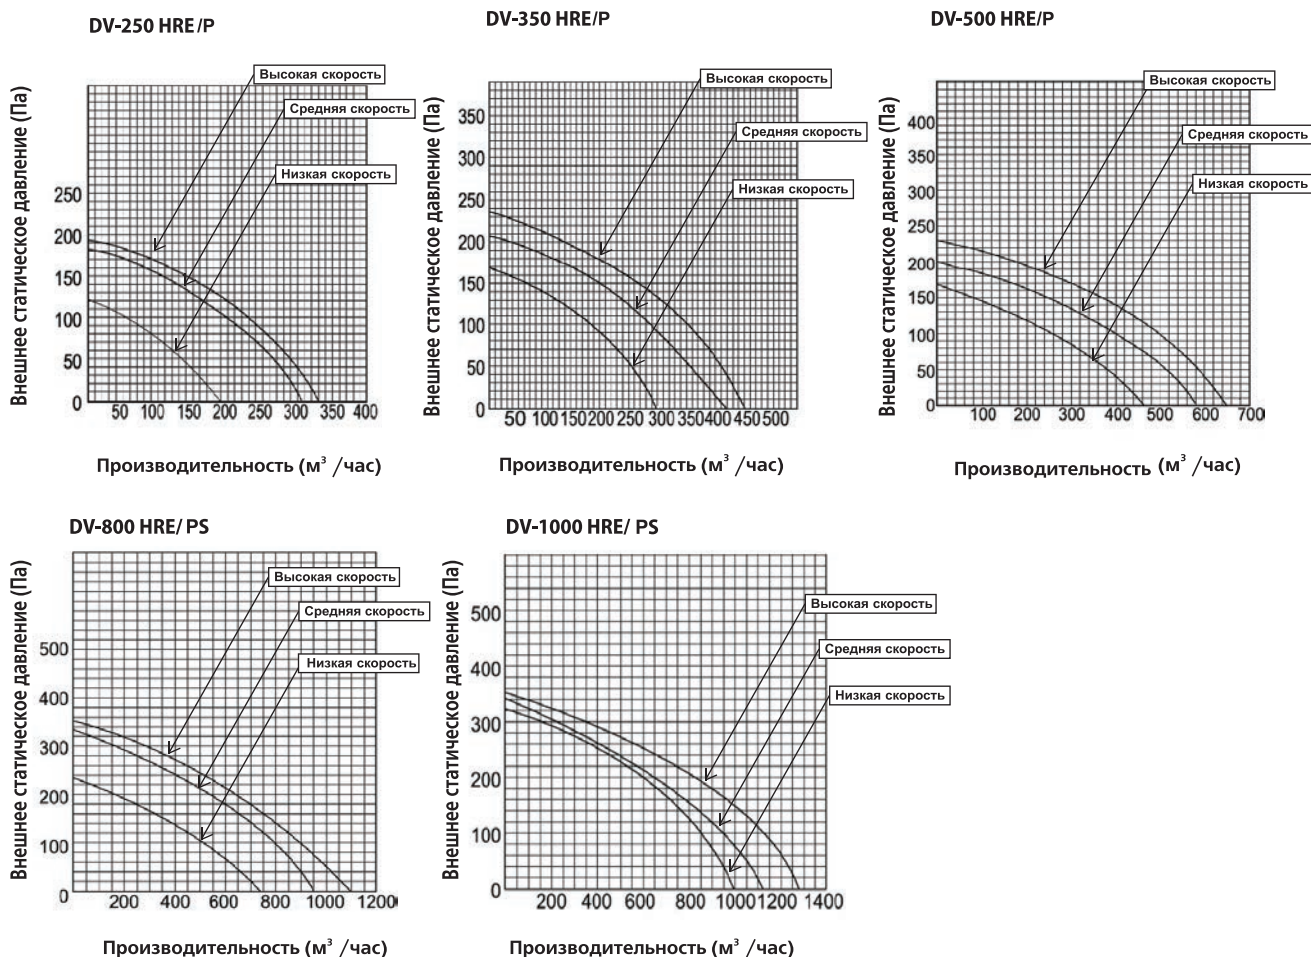 DV-250 HRE/P
Внешнее статическое давление (Па)
250
200
150
100
50
0
50 100 150 200 250 300 350 400
Высокая скорость
Средняя скорость
Низкая скорость
Производительность (м³ /час)
DV-350 HRE/P
Внешнее статическое давление (Па)
350
300
250
200
150
100
50
0
50 100 150 200 250 350 400 450 500
Высокая скорость
Средняя скорость
Низкая скорость
Производительность (м³ /час)
DV-500 HRE/P
Внешнее статическое давление (Па)
400
350
300
250
200
150
100
50
0
100 200 300 400 500 600 700
Высокая скорость
Средняя скорость
Низкая скорость
Производительность (м³ /час)
DV-800 HRE/ PS
Внешнее статическое давление (Па)
500
400
300
200
100
0
200 400 600 800 1000 1200
Высокая скорость
Средняя скорость
Низкая скорость
Производительность (м³ /час)
DV-1000 HRE/ PS
Внешнее статическое давление (Па)
500
400
300
200
100
0
200 400 600 800 1000 1200 1400
Высокая скорость
Средняя скорость
Низкая скорость
Производительность (м³ /час)